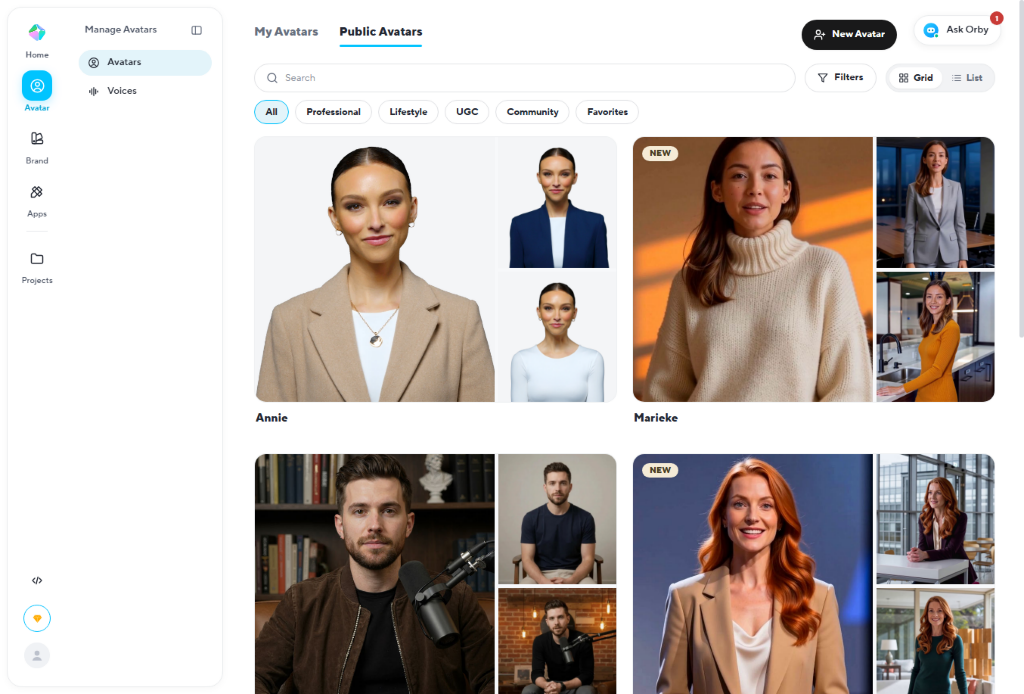 Home
Avatar
Brand
Apps
Projects
Manage Avatars
Avatars
Voices
My Avatars
Public Avatars
New Avatar
Ask Orby
1
Search
Filters
Grid
List
All
Professional
Lifestyle
UGC
Community
Favorites
NEW
Annie
Marieke
NEW